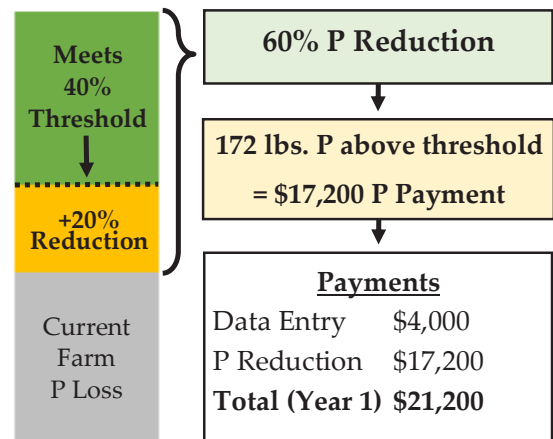 Meets
40%
Threshold
+20%
Reduction
Current
Farm
P Loss
60% P Reduction
172 lbs. P above threshold
= $17,200 P Payment
Payments
Data Entry $4,000
P Reduction $17,200
Total (Year 1) $21,200